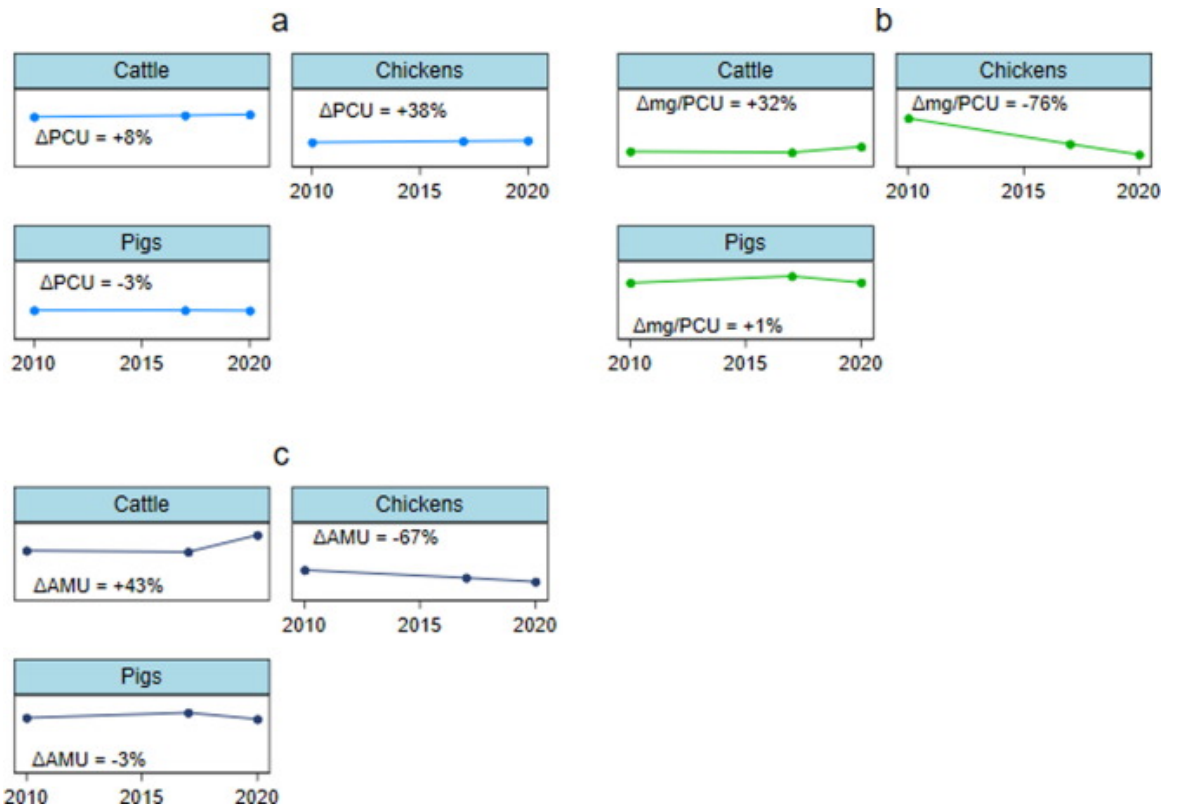 a
Cattle
ΔPCU = +8%
Chickens
ΔPCU = +38%
2010 2015 2020
Pigs
ΔPCU = -3%
2010 2015 2020
b
Cattle
Δmg/PCU = +32%
Chickens
Δmg/PCU = -76%
2010 2015 2020
Pigs
Δmg/PCU = +1%
2010 2015 2020
c
Cattle
ΔAMU = +43%
Chickens
ΔAMU = -67%
2010 2015 2020
Pigs
ΔAMU = -3%
2010 2015 2020